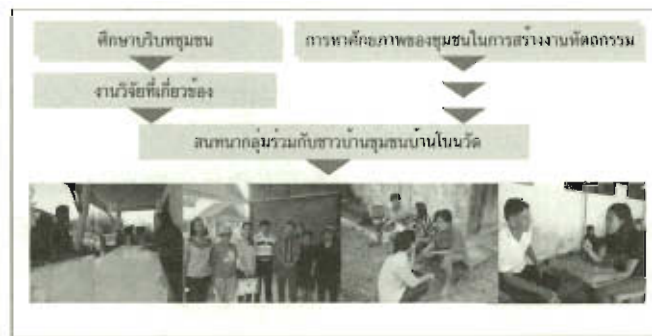 ศึกษาบริบทชุมชน
การหาศักยภาพของชุมชนในการสร้างงานหัตถกรรม
งานวิจัยที่เกี่ยวข้อง
สนทนากลุ่มร่วมกับชาวบ้านชุมชนบ้านโนนวัด